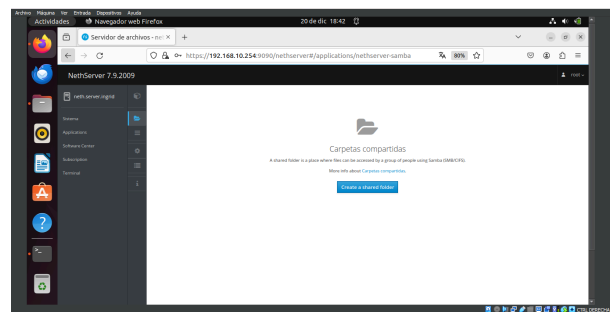 Archivo Máquina Ver Entrada Dispositivos Ayuda
Actividades Navegador web Firefox 20 de dic 18:42
Servidor de archivos - net
https://192.168.10.254:9090/nethserver#/applications/nethserver-samba 80%
NethServer 7.9.2009 root
neth.server.ingrid
Sistema
Applications
Software Center
Subscription
Terminal
Carpetas compartidas
A shared folder is a place where files can be accessed by a group of people using Samba (SMB/CIFS).
More info about Carpetas compartidas
Create a shared folder
CTRL DERECHA